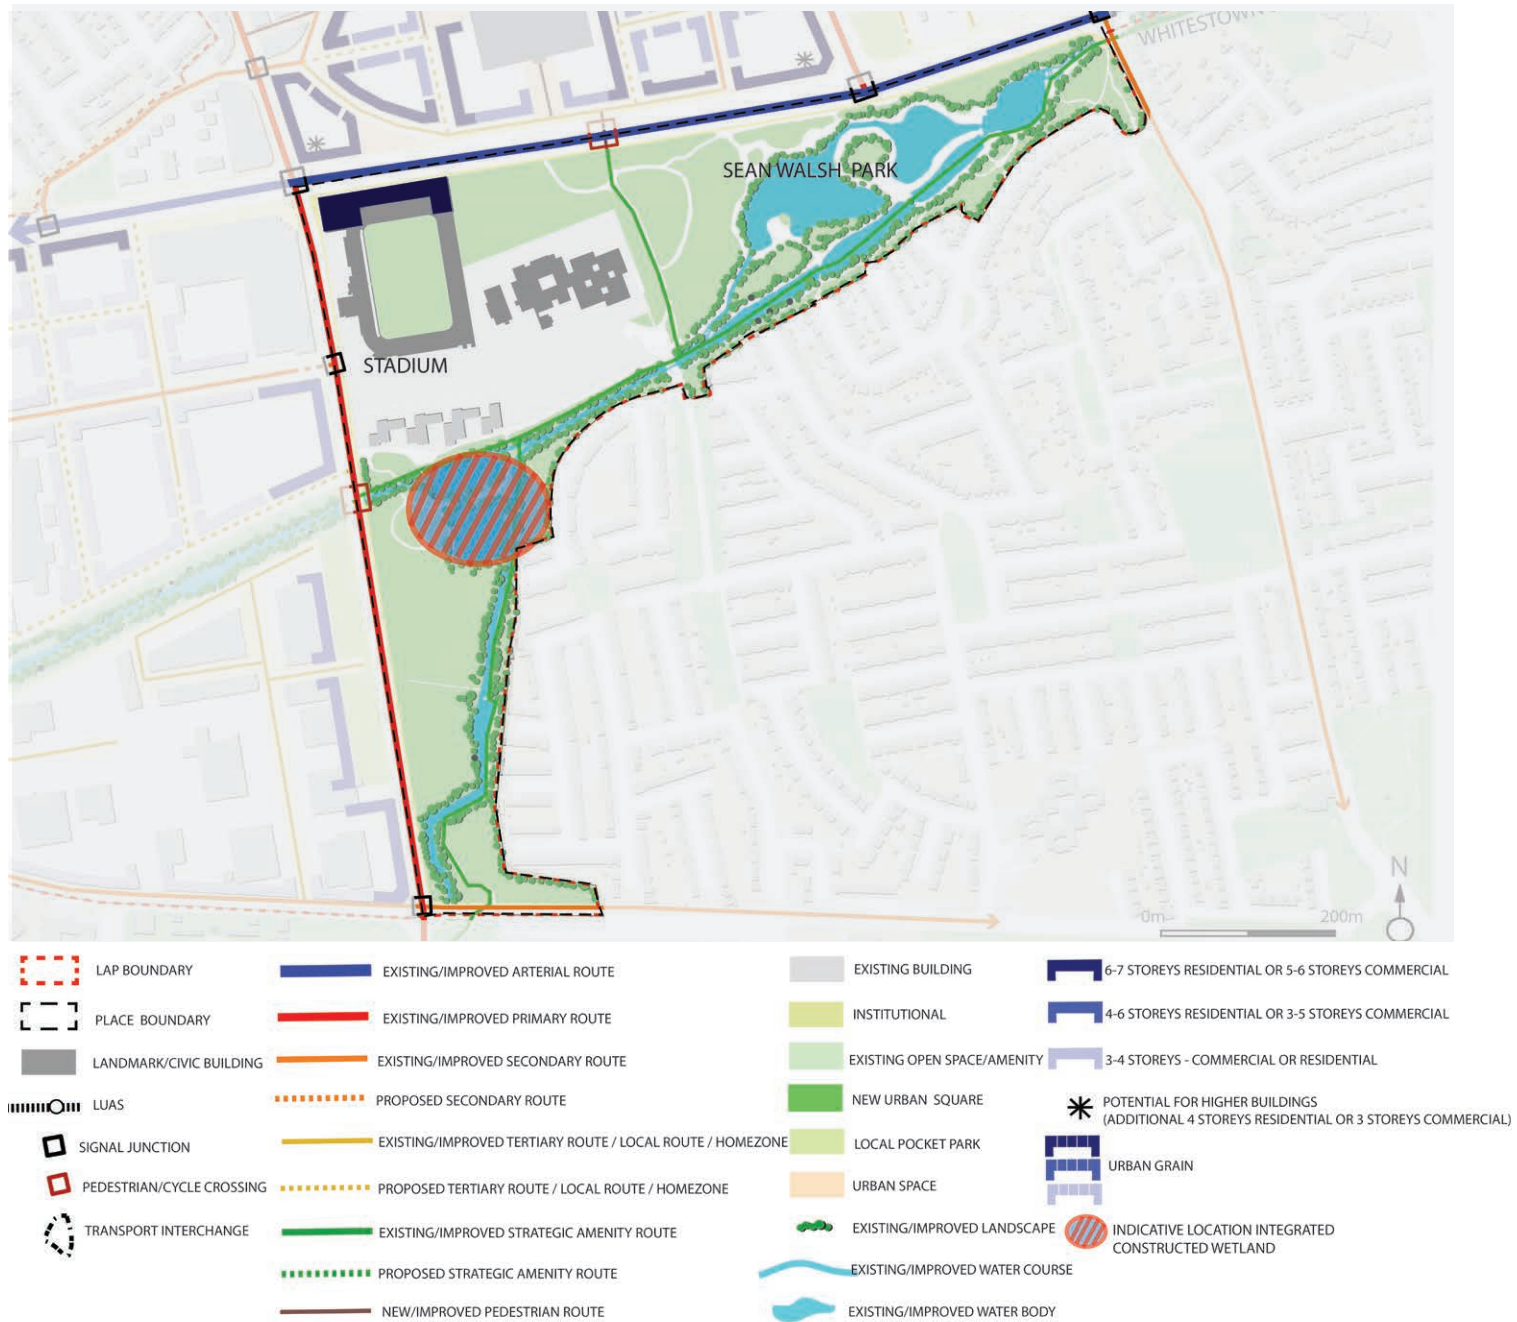 WHITESTOWN
SEAN WALSH PARK
STADIUM
N
0m 200m
LAP BOUNDARY
PLACE BOUNDARY
LANDMARK/CIVIC BUILDING
LUAS
SIGNAL JUNCTION
PEDESTRIAN/CYCLE CROSSING
TRANSPORT INTERCHANGE
EXISTING/IMPROVED ARTERIAL ROUTE
EXISTING/IMPROVED PRIMARY ROUTE
EXISTING/IMPROVED SECONDARY ROUTE
PROPOSED SECONDARY ROUTE
EXISTING/IMPROVED TERTIARY ROUTE / LOCAL ROUTE / HOMEZONE
PROPOSED TERTIARY ROUTE / LOCAL ROUTE / HOMEZONE
EXISTING/IMPROVED STRATEGIC AMENITY ROUTE
PROPOSED STRATEGIC AMENITY ROUTE
NEW/IMPROVED PEDESTRIAN ROUTE
EXISTING BUILDING
INSTITUTIONAL
EXISTING OPEN SPACE/AMENITY
NEW URBAN SQUARE
LOCAL POCKET PARK
URBAN SPACE
EXISTING/IMPROVED LANDSCAPE
EXISTING/IMPROVED WATER COURSE
EXISTING/IMPROVED WATER BODY
6-7 STOREYS RESIDENTIAL OR 5-6 STOREYS COMMERCIAL
4-6 STOREYS RESIDENTIAL OR 3-5 STOREYS COMMERCIAL
3-4 STOREYS - COMMERCIAL OR RESIDENTIAL
POTENTIAL FOR HIGHER BUILDINGS
(ADDITIONAL 4 STOREYS RESIDENTIAL OR 3 STOREYS COMMERCIAL)
URBAN GRAIN
INDICATIVE LOCATION INTEGRATED
CONSTRUCTED WETLAND